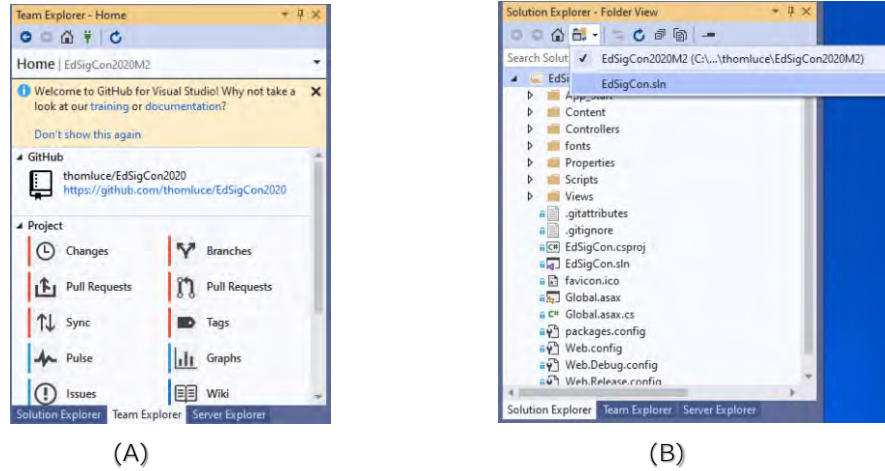 Team Explorer - Home
Home | EdSigCon2020M2
Welcome to GitHub for Visual Studio! Why not take a
look at our training or documentation?
Don't show this again
GitHub
thomluce/EdSigCon2020
https://github.com/thomluce/EdSigCon2020
Project
Changes Branches
Pull Requests Pull Requests
Sync Tags
Pulse Graphs
Issues Wiki
Solution Explorer Team Explorer Server Explorer
(A)
Solution Explorer - Folder View
Search Solut
EdSigCon2020M2 (C:\...\thomluce\EdSigCon2020M2)
EdSi
EdSigCon.sln
App_Start
Content
Controllers
fonts
Properties
Scripts
Views
.gitattributes
.gitignore
EdSigCon.csproj
EdSigCon.sln
favicon.ico
Global.asax
Global.asax.cs
packages.config
Web.config
Web.Debug.config
Web.Release.config
Solution Explorer Team Explorer Server Explorer
(B)